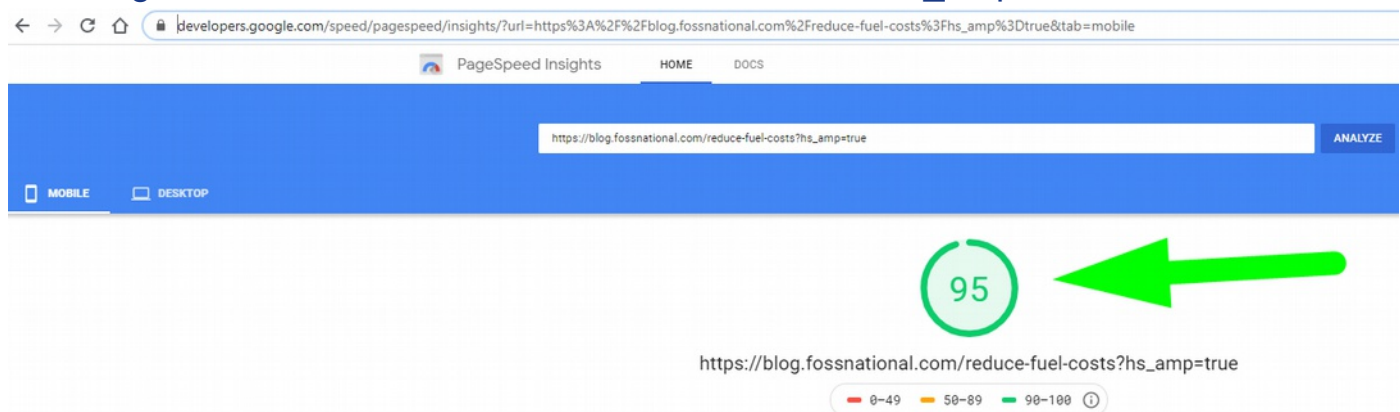 developers.google.com/speed/pagespeed/insights/?url=https%3A%2F%2Fblog.fossnational.com%2Freduce-fuel-costs%3Fhs_amp%3Dtrue&tab=mobile
PageSpeed Insights HOME DOCS
https://blog.fossnational.com/reduce-fuel-costs?hs_amp=true ANALYZE
MOBILE DESKTOP
95
https://blog.fossnational.com/reduce-fuel-costs?hs_amp=true
0-49 50-89 90-100